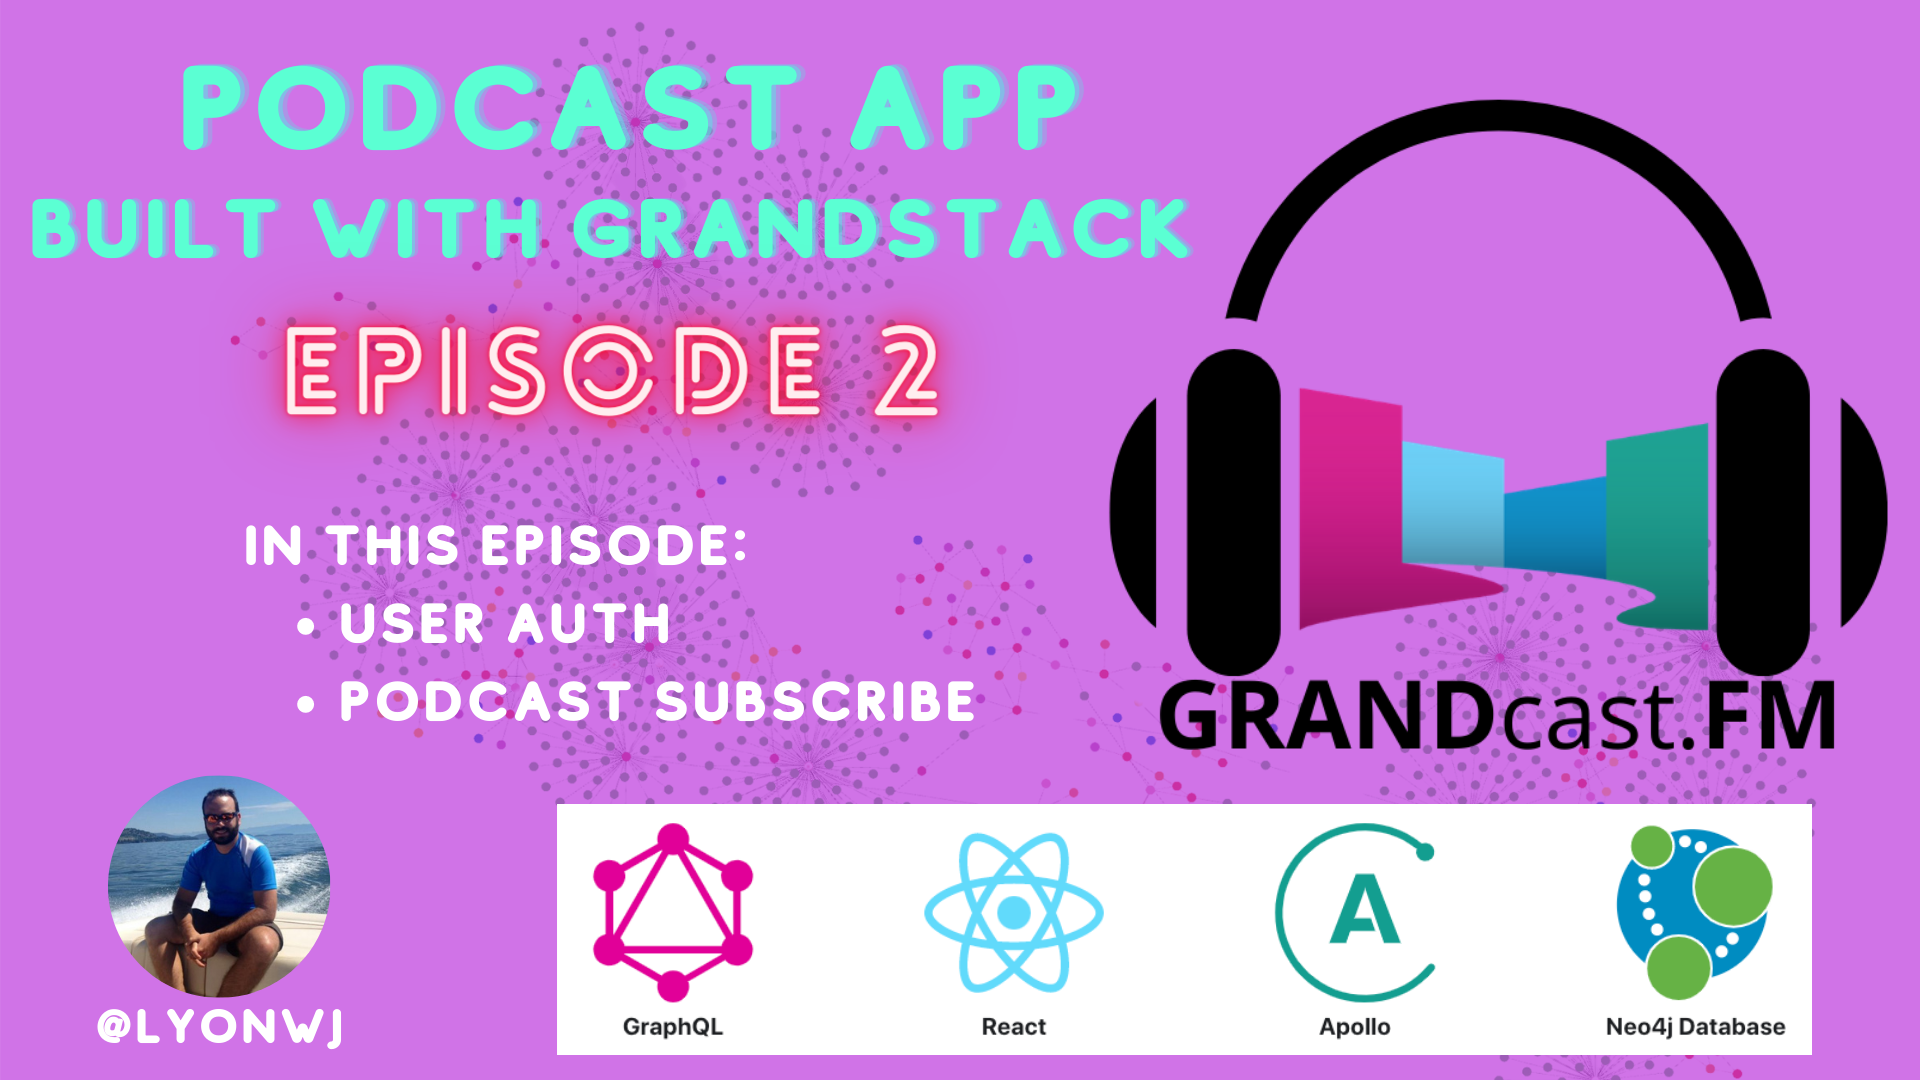 PODCAST APP
BUILT WITH GRANDSTACK
EPISODE 2
IN THIS EPISODE:
• USER AUTH
• PODCAST SUBSCRIBE
GRANDcast.FM
@LYONWJ
A
GraphQL
React
Apollo
Neo4j Database